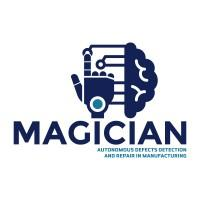 MAGICIAN
AUTONOMOUS DEFECTS DETECTION
AND REPAIR IN MANUFACTURING